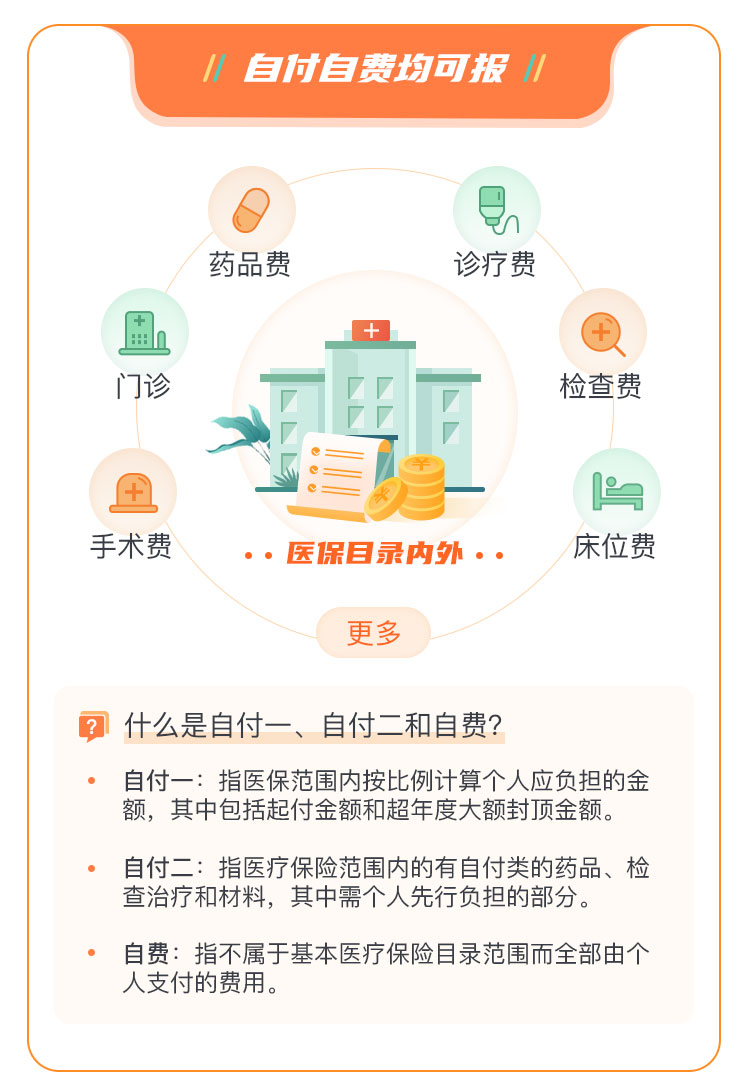 自付自费均可报
药品费
诊疗费
门诊
检查费
手术费
床位费
医保目录内外
更多
什么是自付一、自付二和自费?
自付一：指医保范围内按比例计算个人应负担的金
额，其中包括起付金额和超年度大额封顶金额。
自付二：指医疗保险范围内的有自付类的药品、检
查治疗和材料，其中需个人先行负担的部分。
自费：指不属于基本医疗保险目录范围而全部由个
人支付的费用。